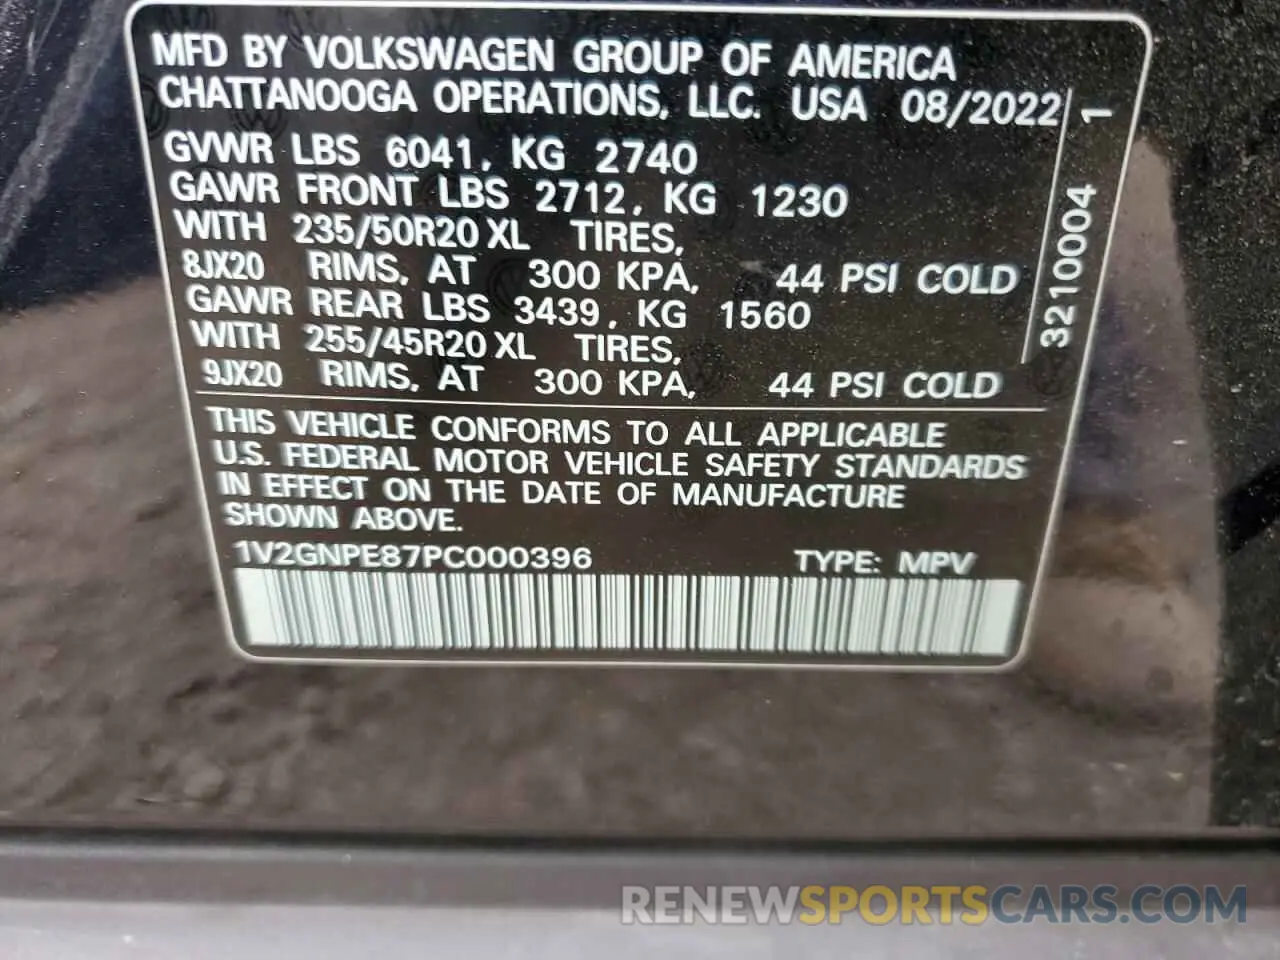 MFD BY VOLKSWAGEN GROUP OF AMERICA
CHATTANOOGA OPERATIONS, LLC. USA 08/2022
GVWR LBS 6041, KG 2740
GAWR FRONT LBS 2712, KG 1230
WITH 235/50R20 XL TIRES,
8JX20 RIMS, AT 300 KPA, 44 PSI COLD
GAWR REAR LBS 3439, KG 1560
WITH 255/45R20 XL TIRES,
9JX20 RIMS, AT 300 KPA, 44 PSI COLD
3210004 1
THIS VEHICLE CONFORMS TO ALL APPLICABLE
U.S. FEDERAL MOTOR VEHICLE SAFETY STANDARDS
IN EFFECT ON THE DATE OF MANUFACTURE
SHOWN ABOVE.
1V2GNPE87PC000396 TYPE: MPV
RENEWSPORTSCARS.COM